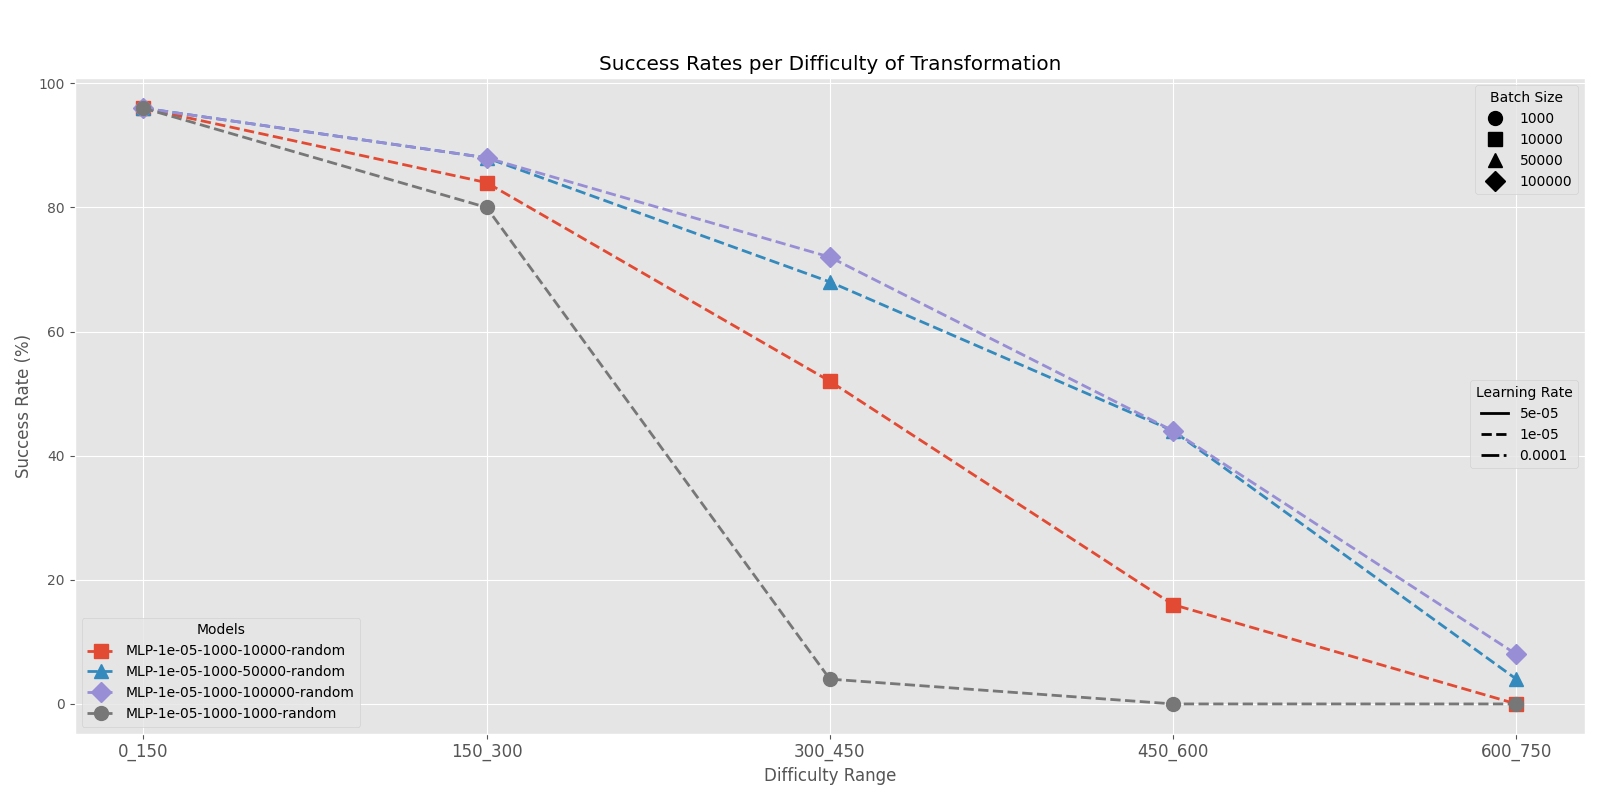 Success Rates per Difficulty of Transformation
Success Rate (%)
100
80
60
40
20
0
Batch Size
1000
10000
50000
100000
Learning Rate
5e-05
1e-05
0.0001
Models
MLP-1e-05-1000-10000-random
MLP-1e-05-1000-50000-random
MLP-1e-05-1000-100000-random
MLP-1e-05-1000-1000-random
0_150
150_300
300_450
450_600
600_750
Difficulty Range